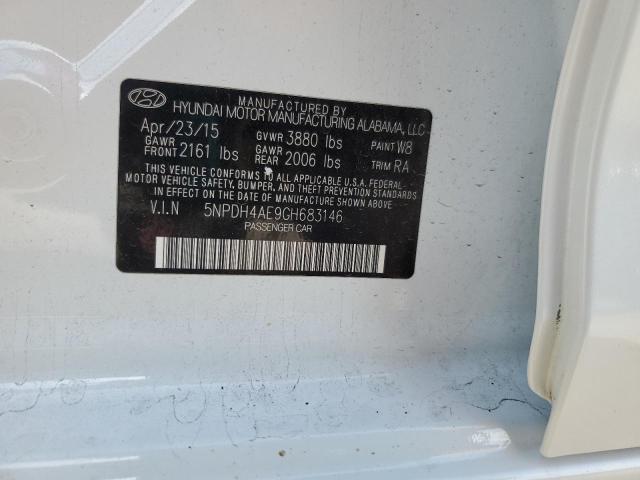 MANUFACTURED BY
HYUNDAI MOTOR MANUFACTURING ALABAMA, LLC
Apr/23/15 GVWR 3880 lbs PAINT W8
GAWR FRONT 2161 lbs GAWR REAR 2006 lbs TRIM RA
THIS VEHICLE CONFORMS TO ALL APPLICABLE U.S.A. FEDERAL
MOTOR VEHICLE SAFETY, BUMPER, AND THEFT PREVENTION STANDARDS
IN EFFECT ON THE DATE OF MANUFACTURE SHOWN ABOVE.
V.I.N 5NPDH4AE9GH683146
PASSENGER CAR